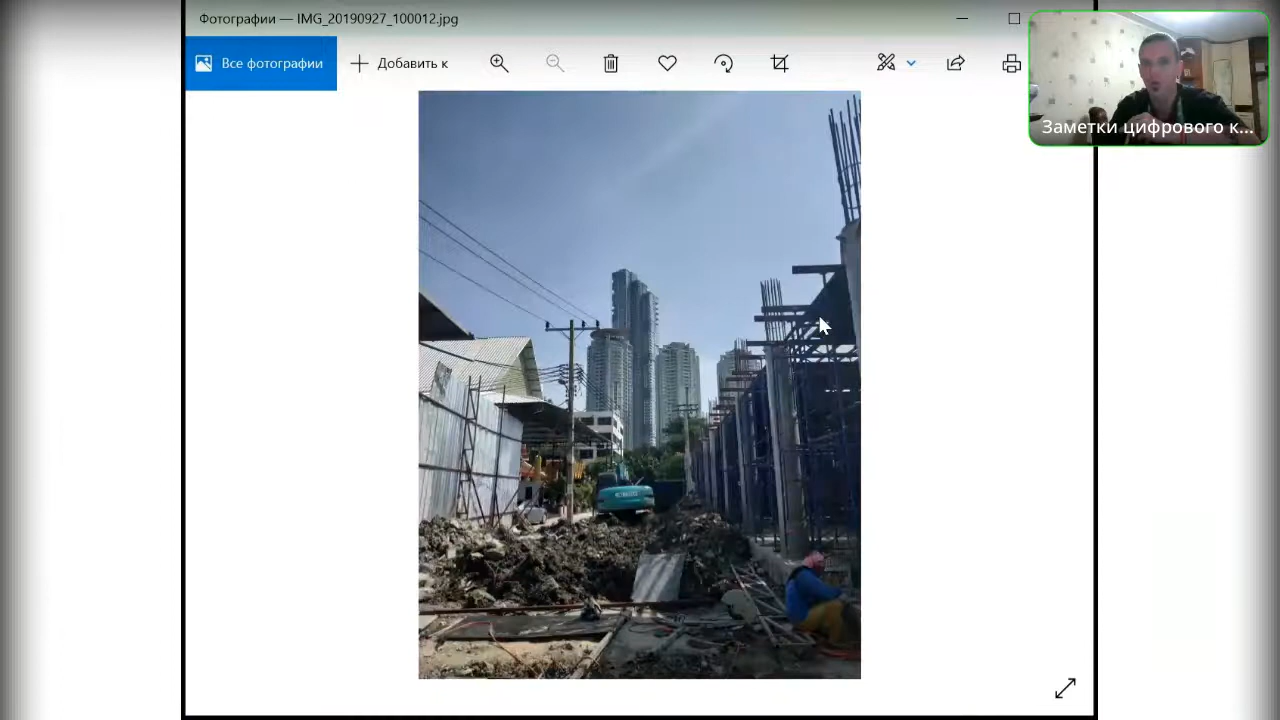 Фотографии — IMG_20190927_100012.jpg
Все фотографии
Добавить к
Заметки цифрового к...